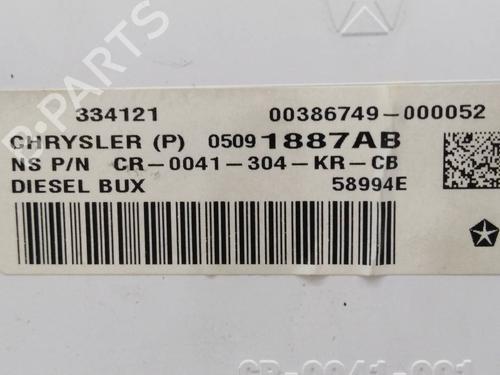 334121 00386749-000052
CHRYSLER (P) 05091887AB
NS P/N CR-0041-304-KR-CB
DIESEL BUX 58994E
B-PARTS